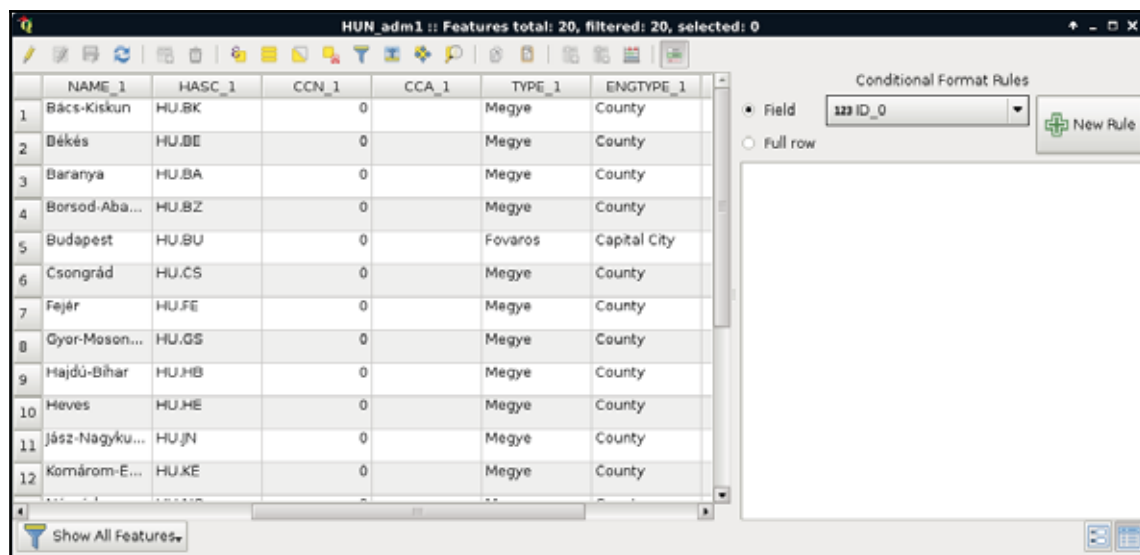 HUN_adm1 :: Features total: 20, filtered: 20, selected: 0
NAME_1 HASC_1 CCN_1 CCA_1 TYPE_1 ENGTYPE_1
1 Bács-Kiskun HU.BK 0 Megye County
2 Békés HU.BE 0 Megye County
3 Baranya HU.BA 0 Megye County
4 Borsod-Aba... HU.BZ 0 Megye County
5 Budapest HU.BU 0 Fovaros Capital City
6 Csongrád HU.CS 0 Megye County
7 Fejér HU.FE 0 Megye County
8 Gyor-Moson... HU.GS 0 Megye County
9 Hajdú-Bihar HU.HB 0 Megye County
10 Heves HU.HE 0 Megye County
11 Jász-Nagyku... HU.JN 0 Megye County
12 Komárom-E... HU.KE 0 Megye County
Show All Features
Conditional Format Rules
Field 123 ID_0
New Rule
Full row